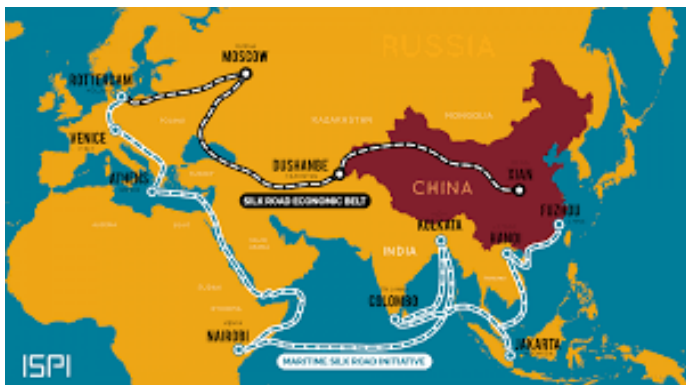 RUSSIA
MOSCOW
ROTTERDAM
KAZAKHSTAN
MONGOLIA
VENICE
DUSHANBE
XIAN
ATHENS
TURKEY
CHINA
SILK ROAD ECONOMIC BELT
FUZHOU
KOLKATA
HANOI
INDIA
COLOMBO
NAIROBI
JAKARTA
MARITIME SILK ROAD INITIATIVE
ISPI